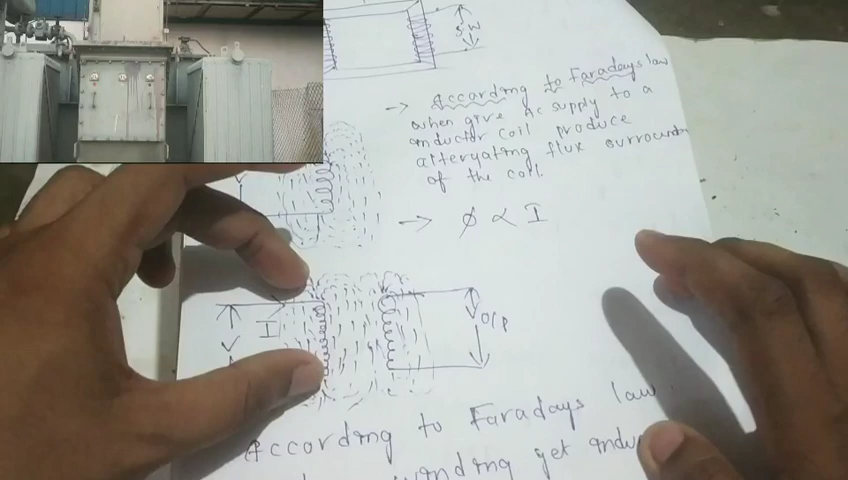 S.W
→ According to Faradays law
when give Ac supply to a
conductor coil produce
alteryating flux surroundin
of the coil.
→ φ ∝ I
I
V
O/P
According to Faradays law
winding get indu